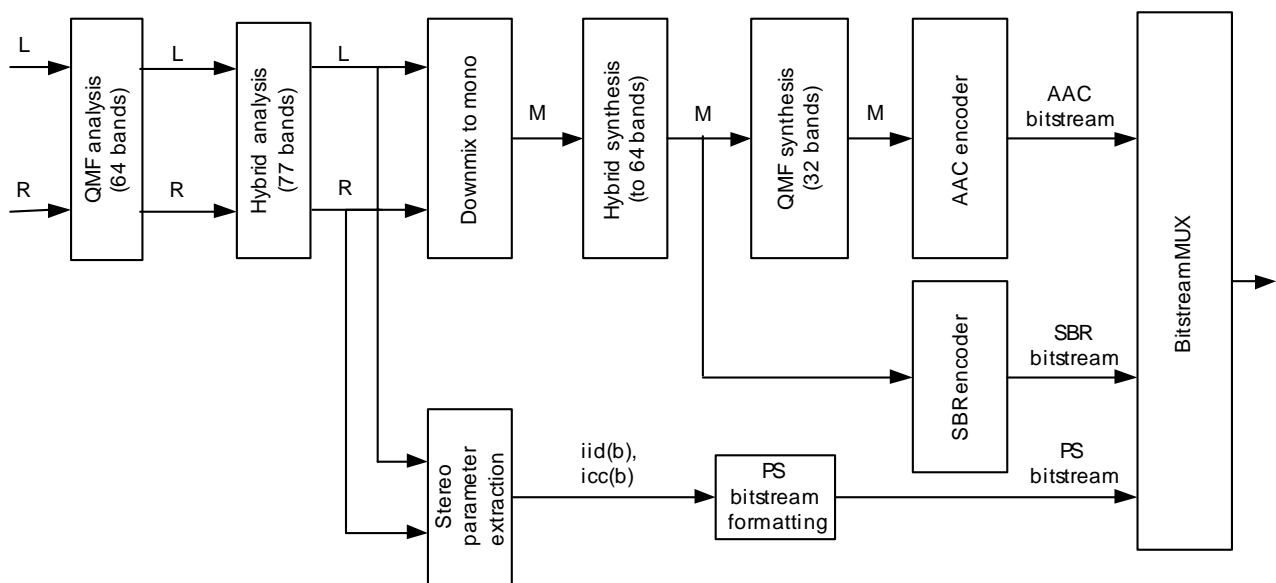 L
R
QMF analysis
(64 bands)
L
R
Hybrid analysis
(77 bands)
L
R
Downmix to mono
M
Hybrid synthesis
(to 64 bands)
M
QMF synthesis
(32 bands)
M
AAC encoder
AAC
bitstream
Bitstream MUX
SBR encoder
SBR
bitstream
Stereo
parameter
extraction
iid(b),
icc(b)
PS
bitstream
formatting
PS
bitstream